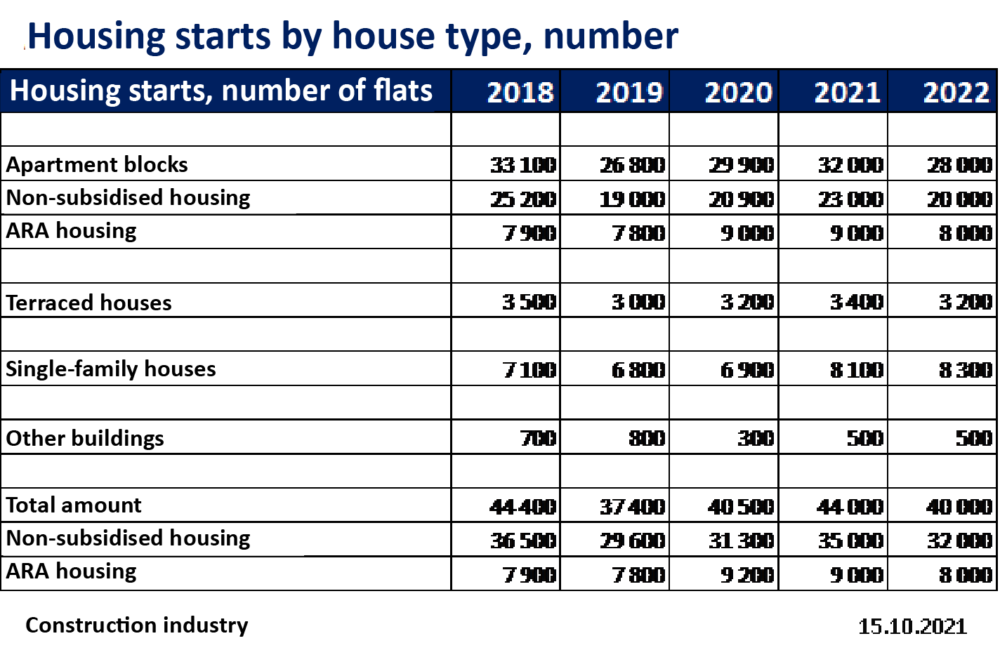 Housing starts by house type, number
Housing starts, number of flats 2018 2019 2020 2021 2022
Apartment blocks 33 100 26 800 29 900 32 000 28 000
Non-subsidised housing 25 200 19 000 20 900 23 000 20 000
ARA housing 7 900 7 800 9 000 9 000 8 000
Terraced houses 3 500 3 000 3 200 3 400 3 200
Single-family houses 7 100 6 800 6 900 8 100 8 300
Other buildings 700 800 300 500 500
Total amount 44 400 37 400 40 500 44 000 40 000
Non-subsidised housing 36 500 29 600 31 300 35 000 32 000
ARA housing 7 900 7 800 9 200 9 000 8 000
Construction industry 15.10.2021